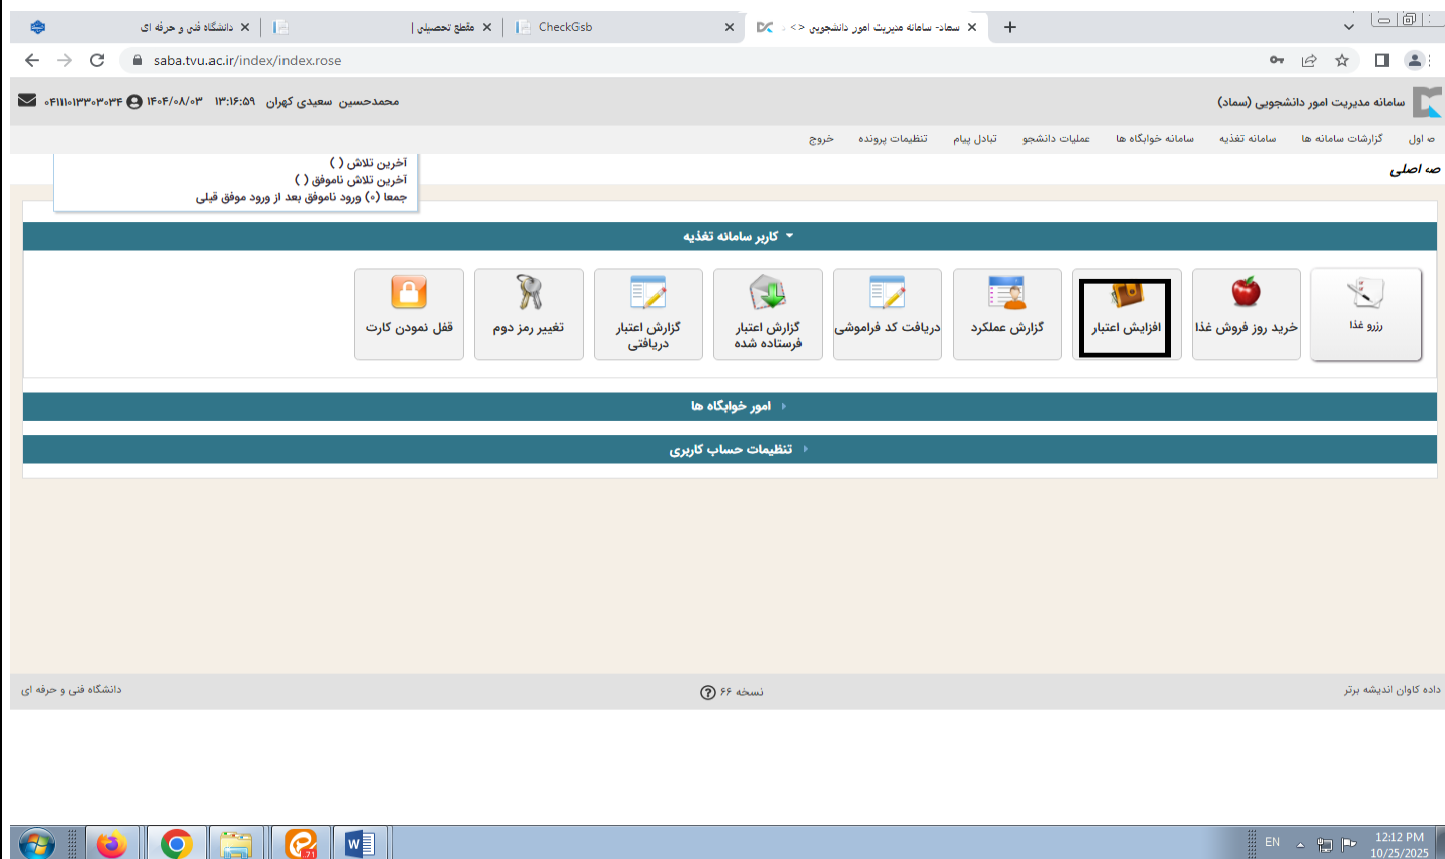 دانشگاه فنی و حرفه ای
مقطع تحصیلی |
CheckGsb
سماد- سامانه مدیریت امور دانشجویی <>
saba.tvu.ac.ir/index/index.rose
سامانه مدیریت امور دانشجویی (سماد)
محمدحسین سعیدی کهران ۱۳:۱۶:۵۹ ۱۴۰۴/۰۸/۰۳ ۰۴۱۱۱۰۱۳۳۰۳۰۳۴
ص اول گزارشات سامانه ها سامانه تغذیه سامانه خوابگاه ها عملیات دانشجو تبادل پیام تنظیمات پرونده خروج
صه اصلی
آخرین تلاش ( )
آخرین تلاش ناموفق ( )
جمعا (۰) ورود ناموفق بعد از ورود موفق قبلی
کاربر سامانه تغذیه
رزرو غذا
خرید روز فروش غذا
افزایش اعتبار
گزارش عملکرد
دریافت کد فراموشی
گزارش اعتبار
فرستاده شده
گزارش اعتبار
دریافتی
تغییر رمز دوم
قفل نمودن کارت
امور خوابگاه ها
تنظیمات حساب کاربری
داده کاوان اندیشه برتر
نسخه ۶۶
دانشگاه فنی و حرفه ای
71
EN
12:12 PM
10/25/2025